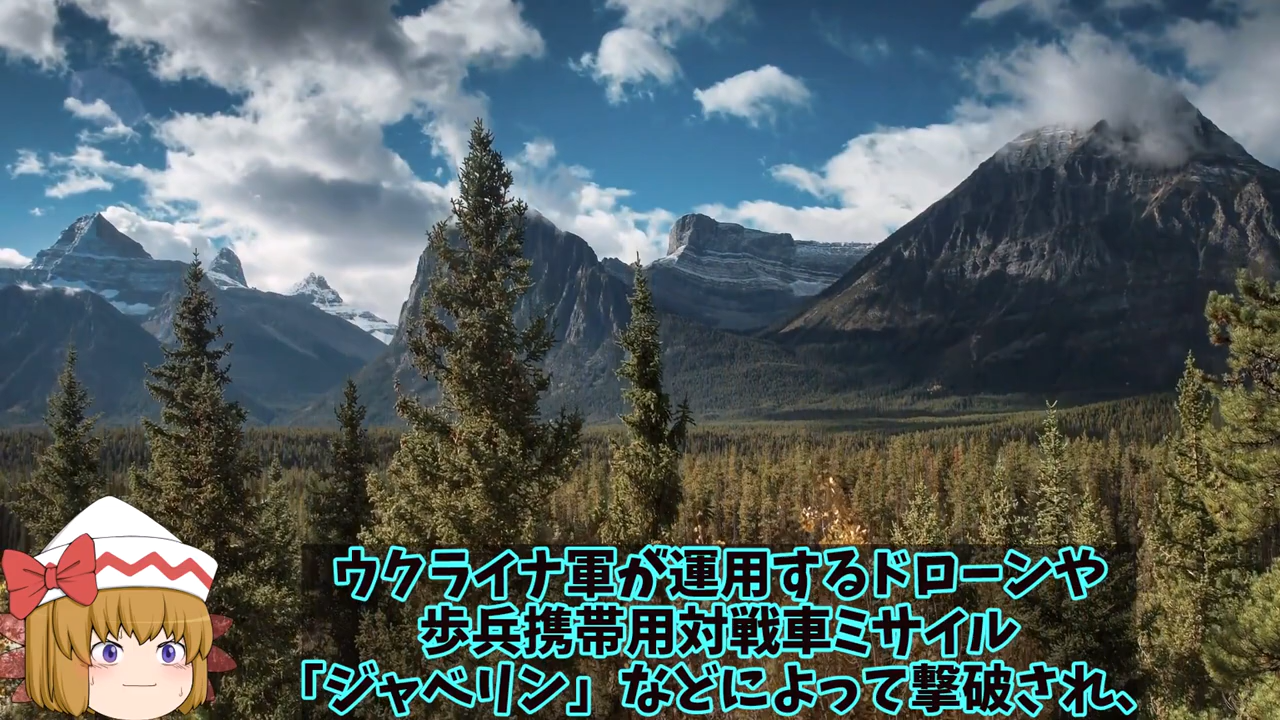 ウクライナ軍が運用するドローンや
歩兵携帯用対戦車ミサイル
「ジャベリン」などによって撃破され、